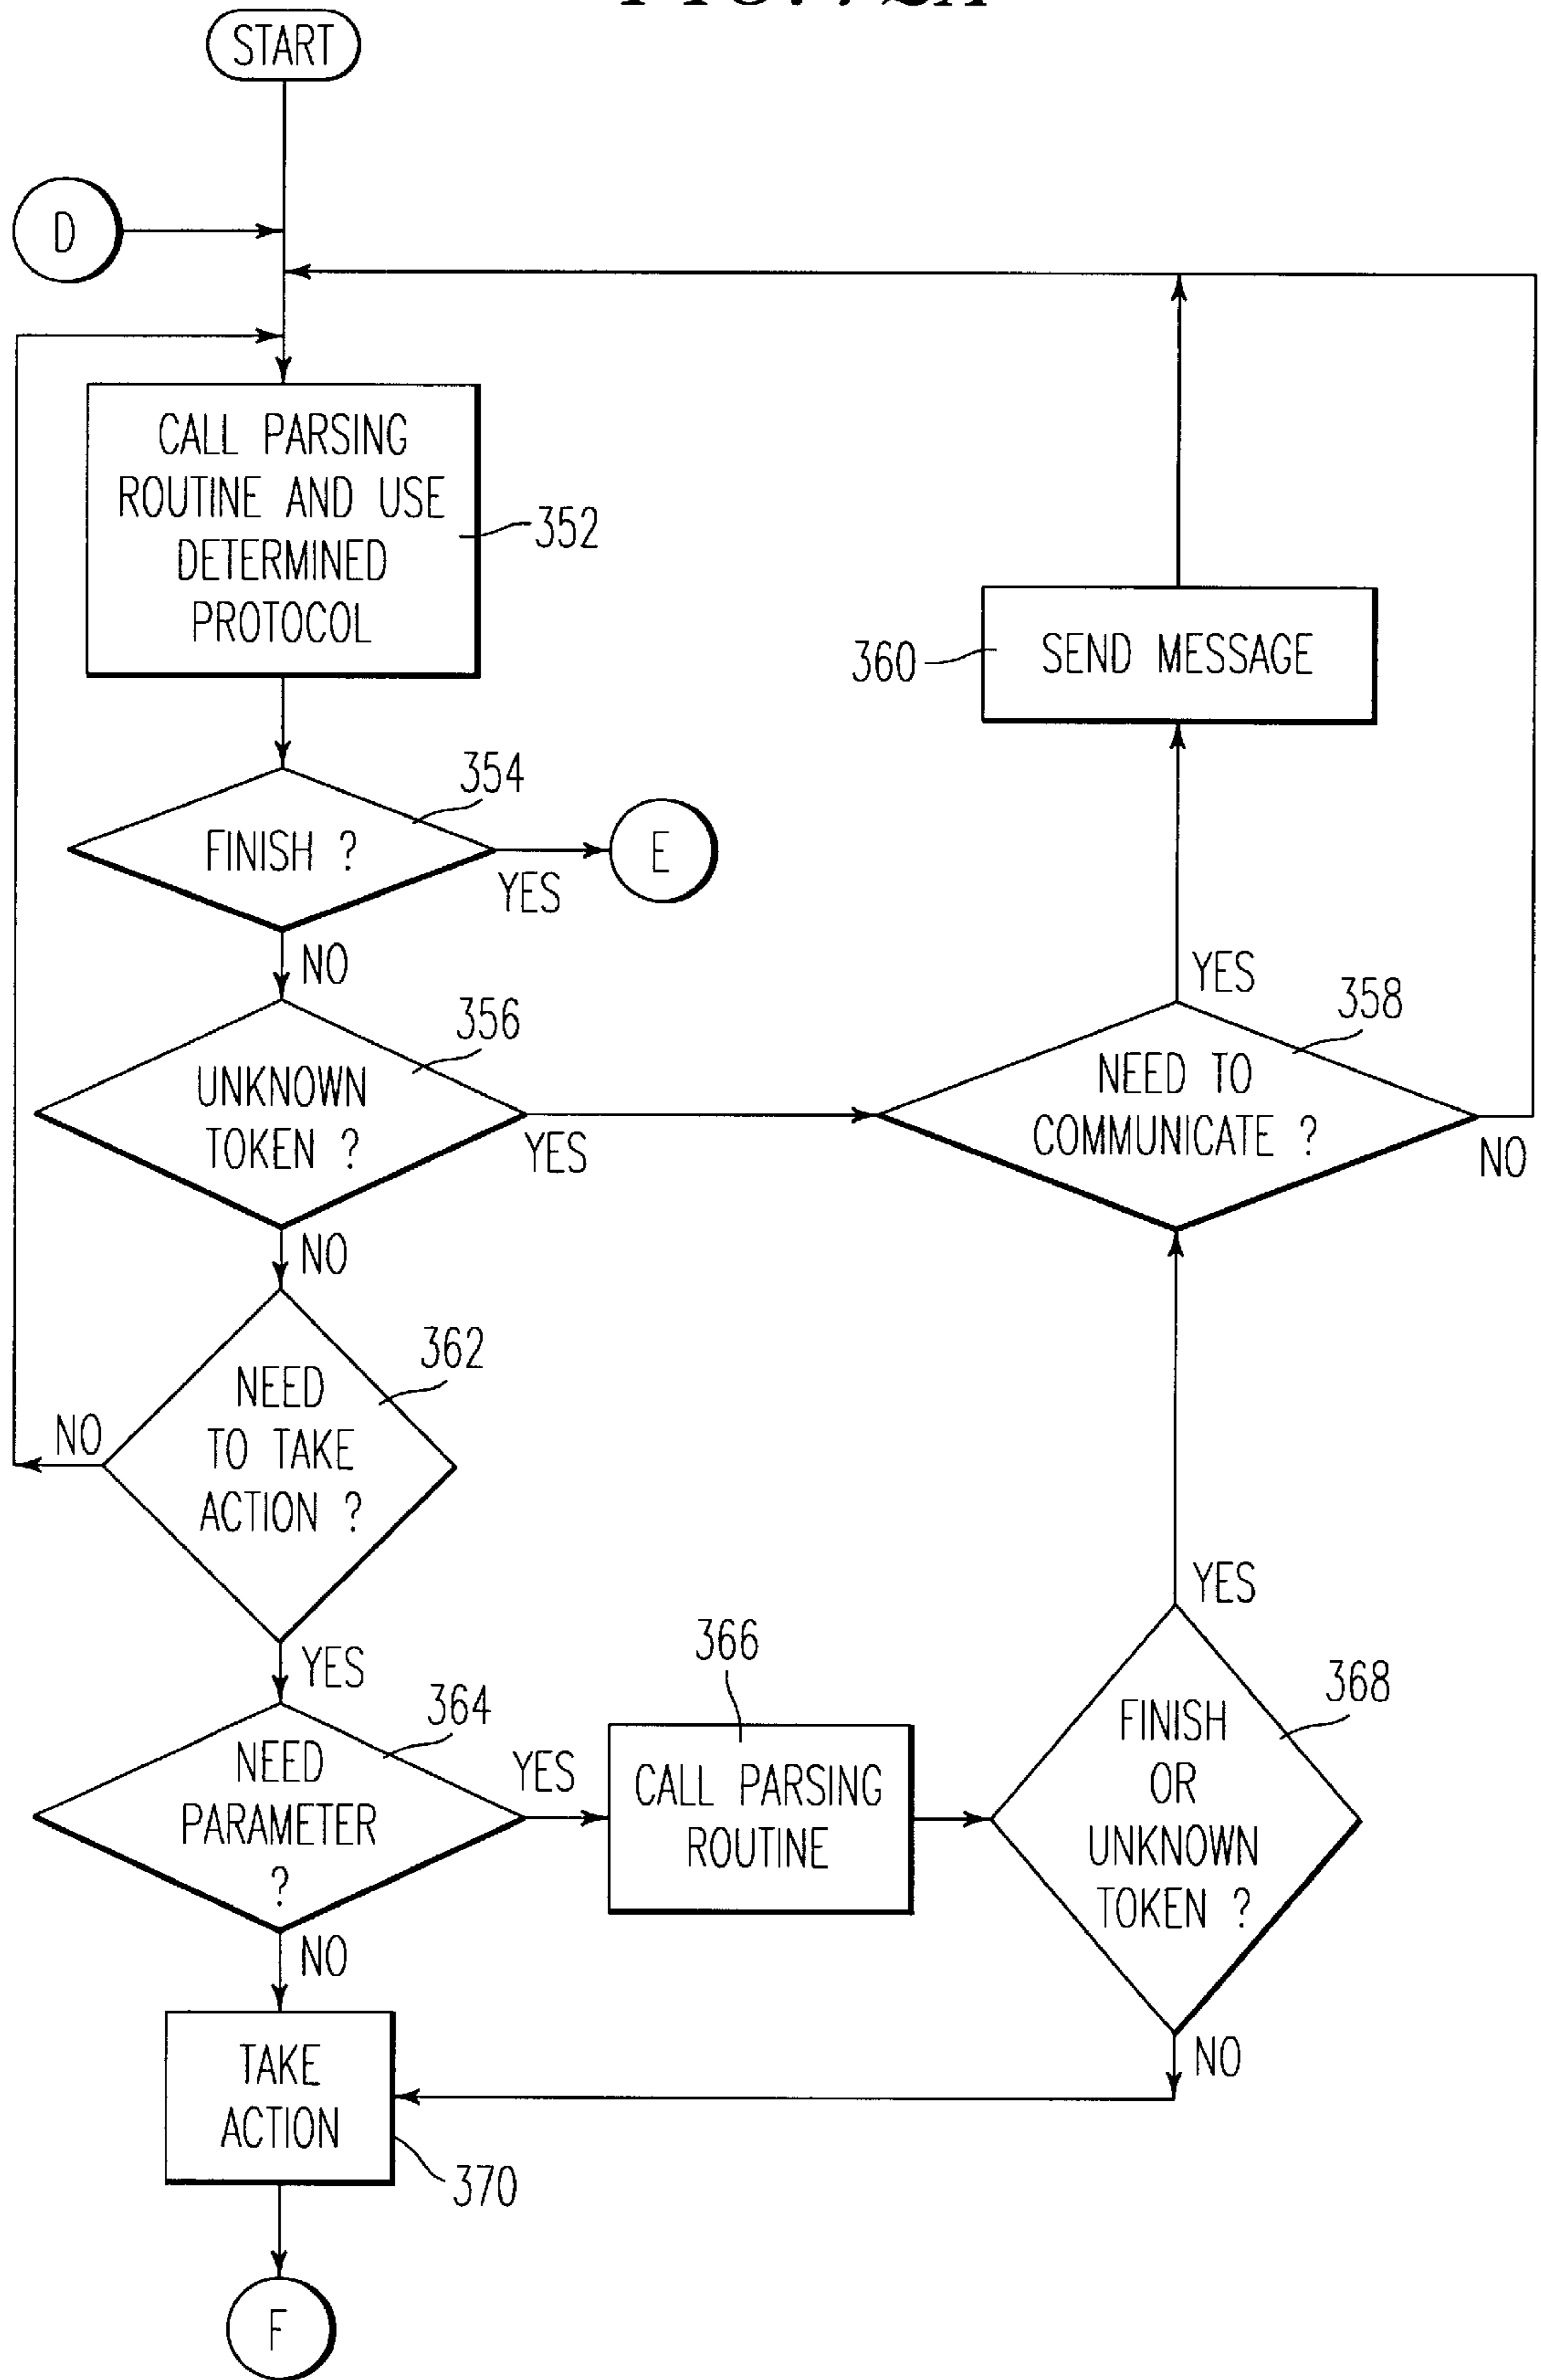 START
D
CALL PARSING
ROUTINE AND USE
DETERMINED
PROTOCOL
352
360
SEND MESSAGE
354
FINISH ?
YES
E
NO
356
UNKNOWN
TOKEN ?
YES
YES
358
NEED TO
COMMUNICATE ?
NO
NO
362
NEED
TO TAKE
ACTION ?
NO
YES
364
NEED
PARAMETER
?
YES
366
CALL PARSING
ROUTINE
YES
368
FINISH
OR
UNKNOWN
TOKEN ?
NO
NO
TAKE
ACTION
370
F